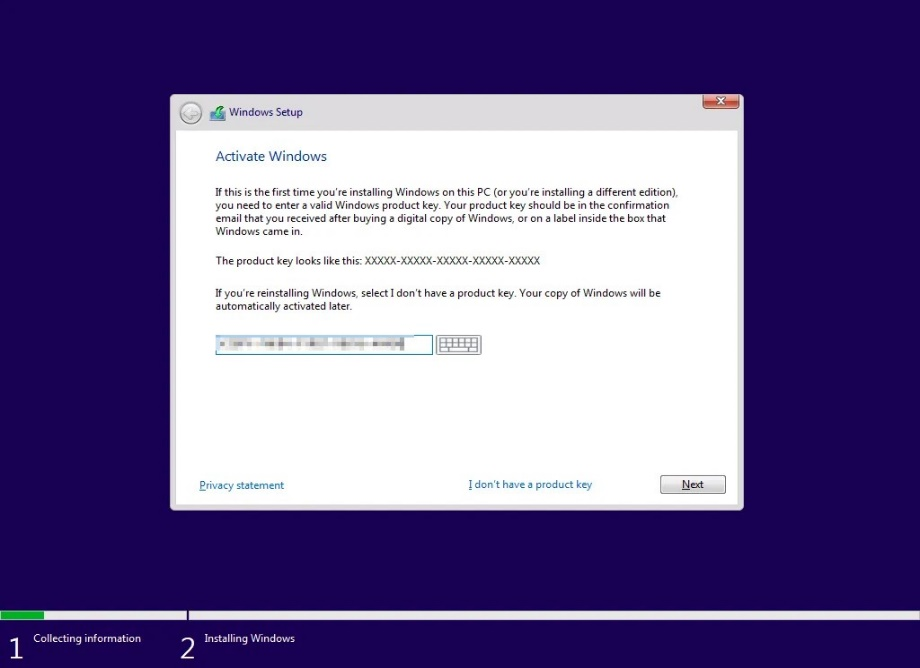 Windows Setup
Activate Windows
If this is the first time you're installing Windows on this PC (or you're installing a different edition),
you need to enter a valid Windows product key. Your product key should be in the confirmation
email that you received after buying a digital copy of Windows, or on a label inside the box that
Windows came in.
The product key looks like this: XXXXX-XXXXX-XXXXX-XXXXX-XXXXX
If you're reinstalling Windows, select I don't have a product key. Your copy of Windows will be
automatically activated later.
Privacy statement
I don't have a product key
Next
1 Collecting information
2 Installing Windows